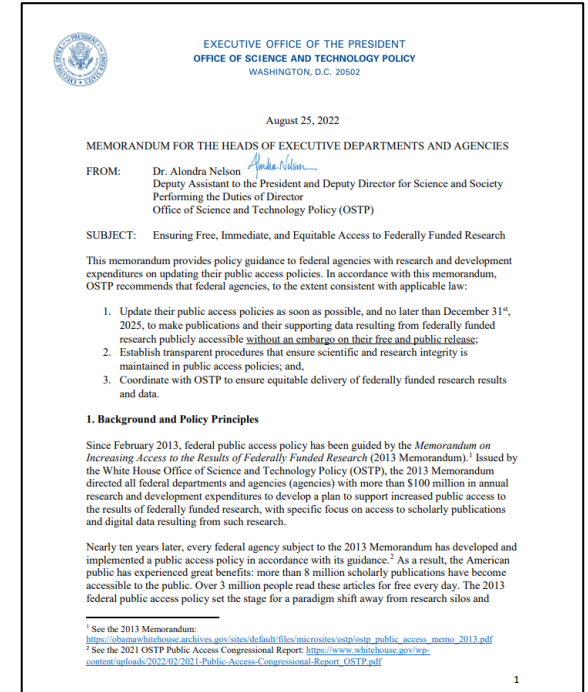 EXECUTIVE OFFICE OF THE PRESIDENT
OFFICE OF SCIENCE AND TECHNOLOGY POLICY
WASHINGTON, D.C. 20502
August 25, 2022
MEMORANDUM FOR THE HEADS OF EXECUTIVE DEPARTMENTS AND AGENCIES
FROM: Dr. Alondra Nelson Alondra Nelson
Deputy Assistant to the President and Deputy Director for Science and Society
Performing the Duties of Director
Office of Science and Technology Policy (OSTP)
SUBJECT: Ensuring Free, Immediate, and Equitable Access to Federally Funded Research
This memorandum provides policy guidance to federal agencies with research and development
expenditures on updating their public access policies. In accordance with this memorandum,
OSTP recommends that federal agencies, to the extent consistent with applicable law:
1. Update their public access policies as soon as possible, and no later than December 31st,
2025, to make publications and their supporting data resulting from federally funded
research publicly accessible without an embargo on their free and public release;
2. Establish transparent procedures that ensure scientific and research integrity is
maintained in public access policies; and,
3. Coordinate with OSTP to ensure equitable delivery of federally funded research results
and data.
1. Background and Policy Principles
Since February 2013, federal public access policy has been guided by the Memorandum on
Increasing Access to the Results of Federally Funded Research (2013 Memorandum).1 Issued by
the White House Office of Science and Technology Policy (OSTP), the 2013 Memorandum
directed all federal departments and agencies (agencies) with more than $100 million in annual
research and development expenditures to develop a plan to support increased public access to
the results of federally funded research, with specific focus on access to scholarly publications
and digital data resulting from such research.
Nearly ten years later, every federal agency subject to the 2013 Memorandum has developed and
implemented a public access policy in accordance with its guidance.2 As a result, the American
public has experienced great benefits: more than 8 million scholarly publications have become
accessible to the public. Over 3 million people read these articles for free every day. The 2013
federal public access policy set the stage for a paradigm shift away from research silos and
1 See the 2013 Memorandum:
https://obamawhitehouse.archives.gov/sites/default/files/microsites/ostp/ostp_public_access_memo_2013.pdf
2 See the 2021 OSTP Public Access Congressional Report: https://www.whitehouse.gov/wp-
content/uploads/2022/02/2021-Public-Access-Congressional-Report_OSTP.pdf
1